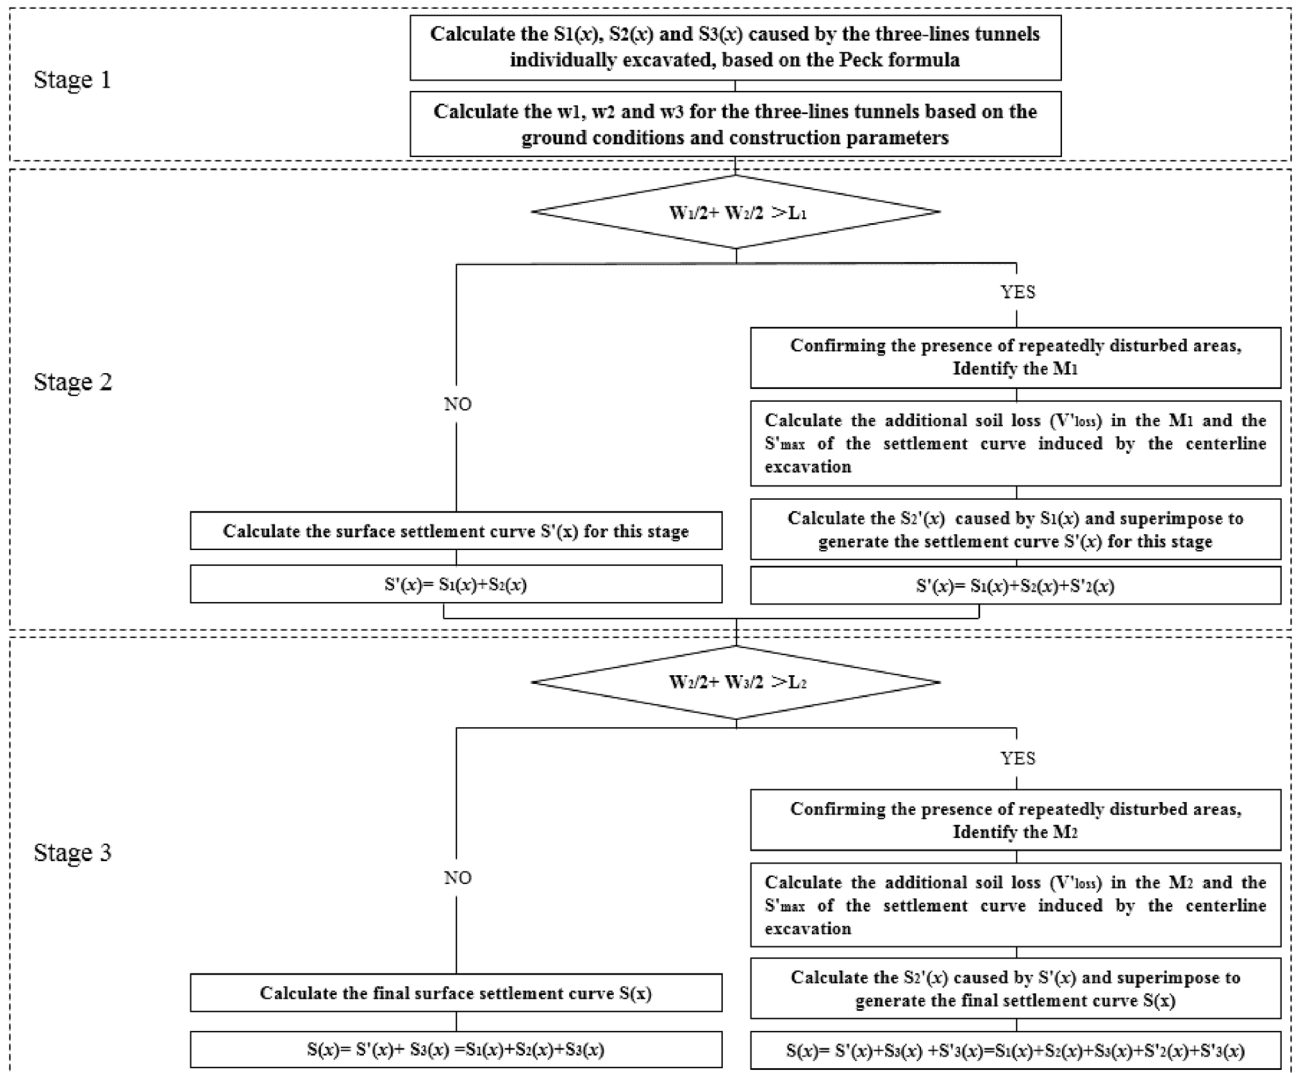 Stage 1
Calculate the S1(x), S2(x) and S3(x) caused by the three-lines tunnels
individually excavated, based on the Peck formula
Calculate the w1, w2 and w3 for the three-lines tunnels based on the
ground conditions and construction parameters
Stage 2
W1/2+ W2/2 >L1
YES
Confirming the presence of repeatedly disturbed areas,
Identify the M1
NO
Calculate the additional soil loss (V'loss) in the M1 and the
S'max of the settlement curve induced by the centerline
excavation
Calculate the surface settlement curve S'(x) for this stage
Calculate the S2'(x) caused by S1(x) and superimpose to
generate the settlement curve S'(x) for this stage
S'(x)= S1(x)+S2(x)
S'(x)= S1(x)+S2(x)+S'2(x)
Stage 3
W2/2+ W3/2 >L2
YES
Confirming the presence of repeatedly disturbed areas,
Identify the M2
NO
Calculate the additional soil loss (V'loss) in the M2 and the
S'max of the settlement curve induced by the centerline
excavation
Calculate the final surface settlement curve S(x)
Calculate the S2'(x) caused by S'(x) and superimpose to
generate the final settlement curve S(x)
S(x)= S'(x)+ S3(x) =S1(x)+S2(x)+S3(x)
S(x)= S'(x)+S3(x) +S'3(x)=S1(x)+S2(x)+S3(x)+S'2(x)+S'3(x)